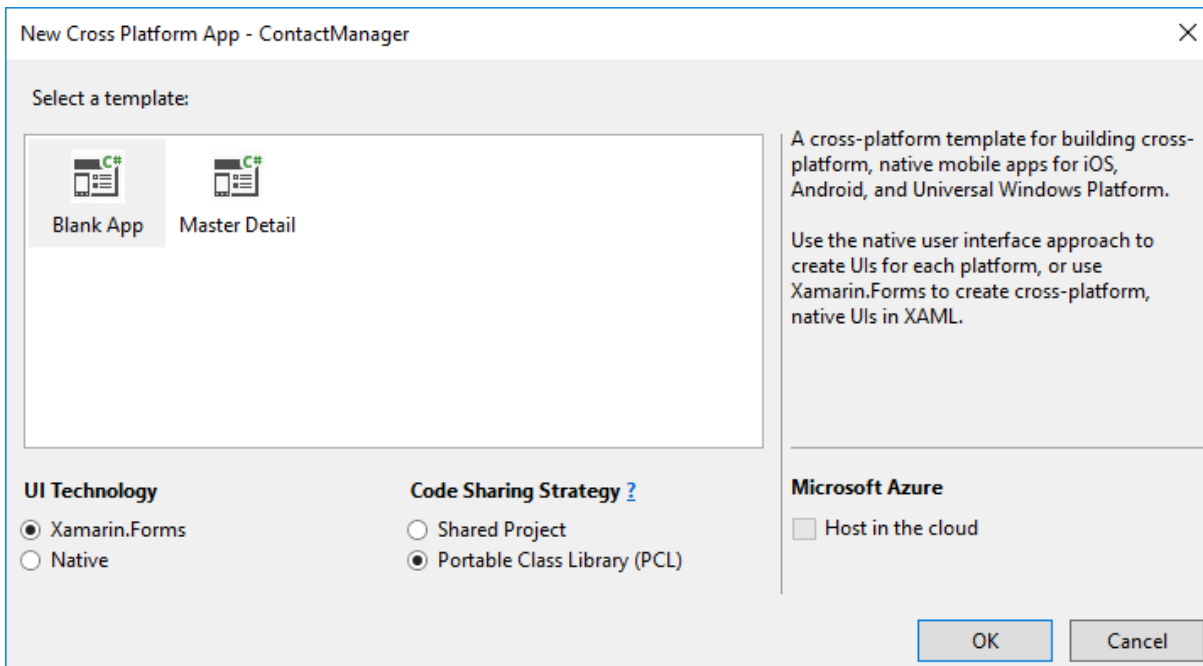 New Cross Platform App - ContactManager
Select a template:
C#
Blank App
C#
Master Detail
A cross-platform template for building cross-
platform, native mobile apps for iOS,
Android, and Universal Windows Platform.
Use the native user interface approach to
create UIs for each platform, or use
Xamarin.Forms to create cross-platform,
native UIs in XAML.
UI Technology
Xamarin.Forms
Native
Code Sharing Strategy ?
Shared Project
Portable Class Library (PCL)
Microsoft Azure
Host in the cloud
OK
Cancel